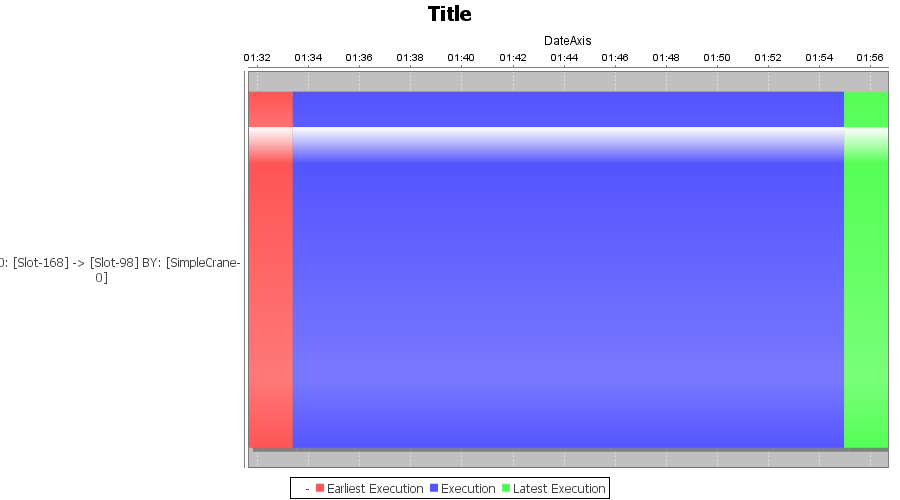 Title
DateAxis
01:32 01:34 01:36 01:38 01:40 01:42 01:44 01:46 01:48 01:50 01:52 01:54 01:56
0: [Slot-168] -> [Slot-98] BY: [SimpleCrane-
0]
- Earliest Execution Execution Latest Execution